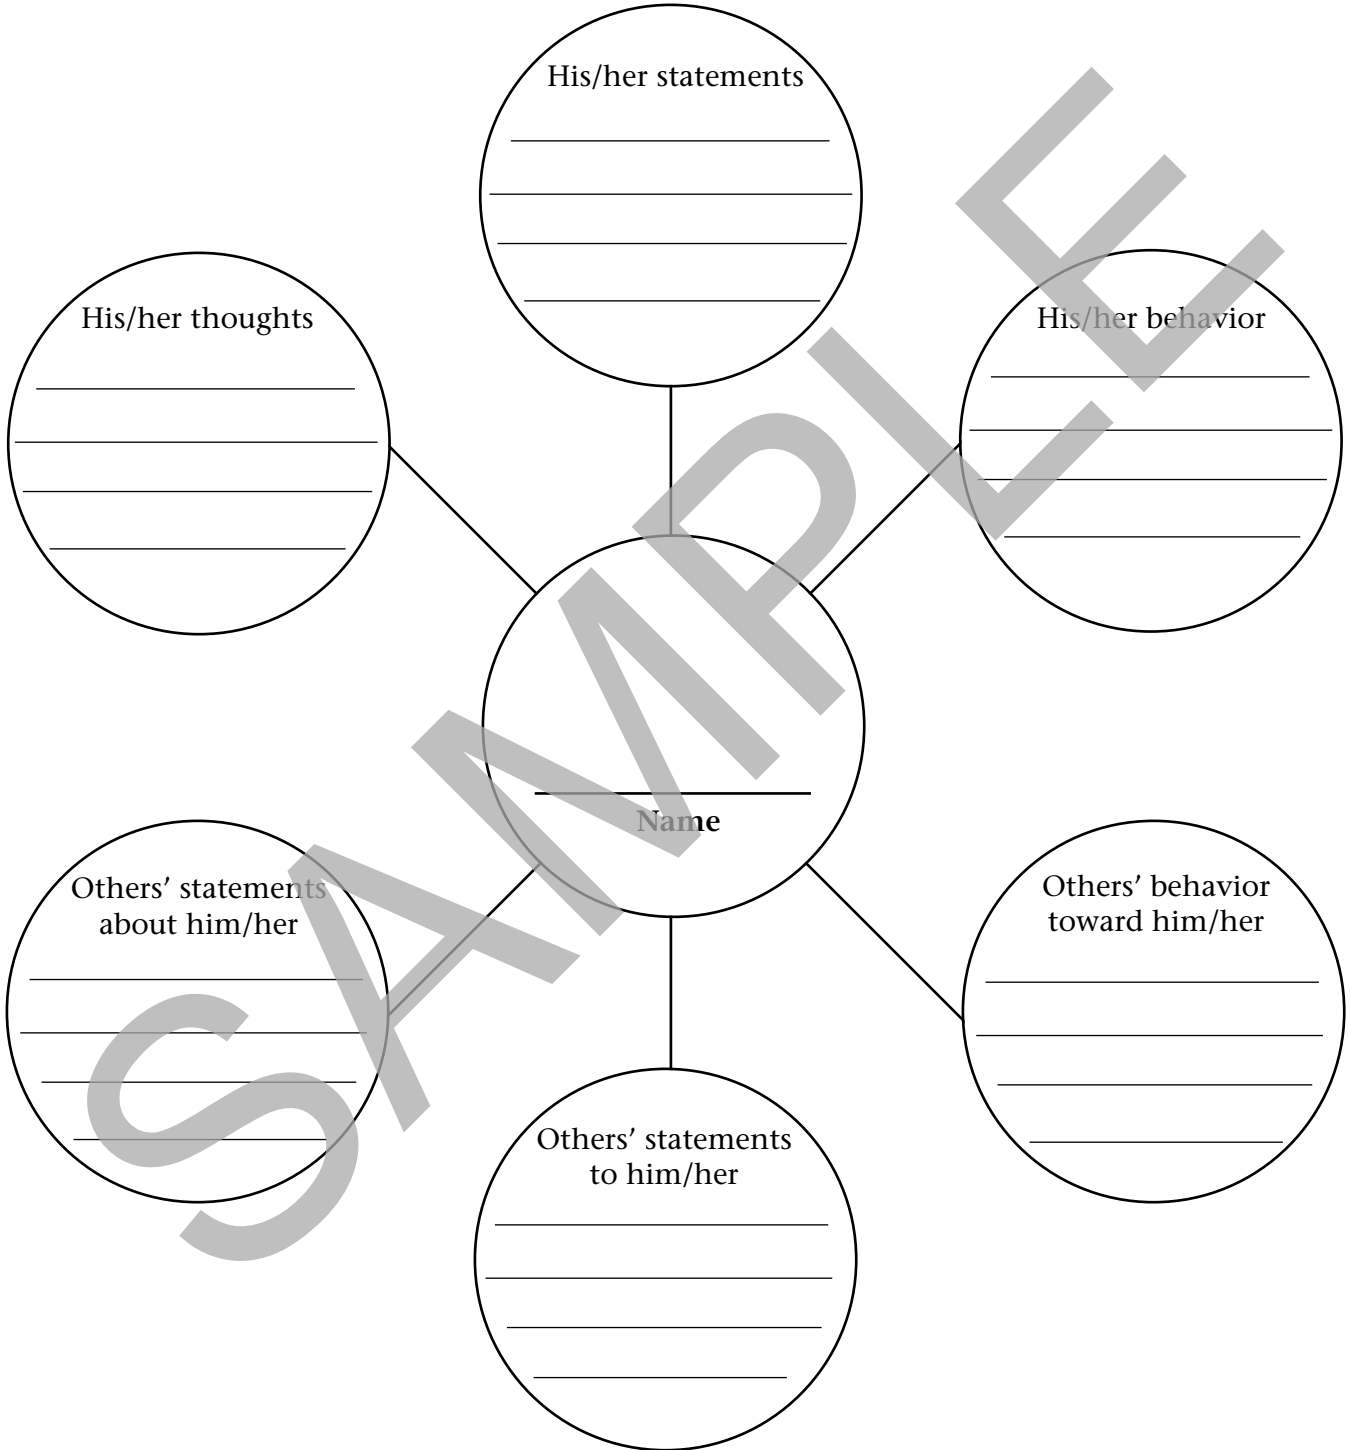 His/her statements
His/her thoughts
His/her behavior
Name
Others' statements
about him/her
Others' behavior
toward him/her
Others' statements
to him/her
SAMPLE